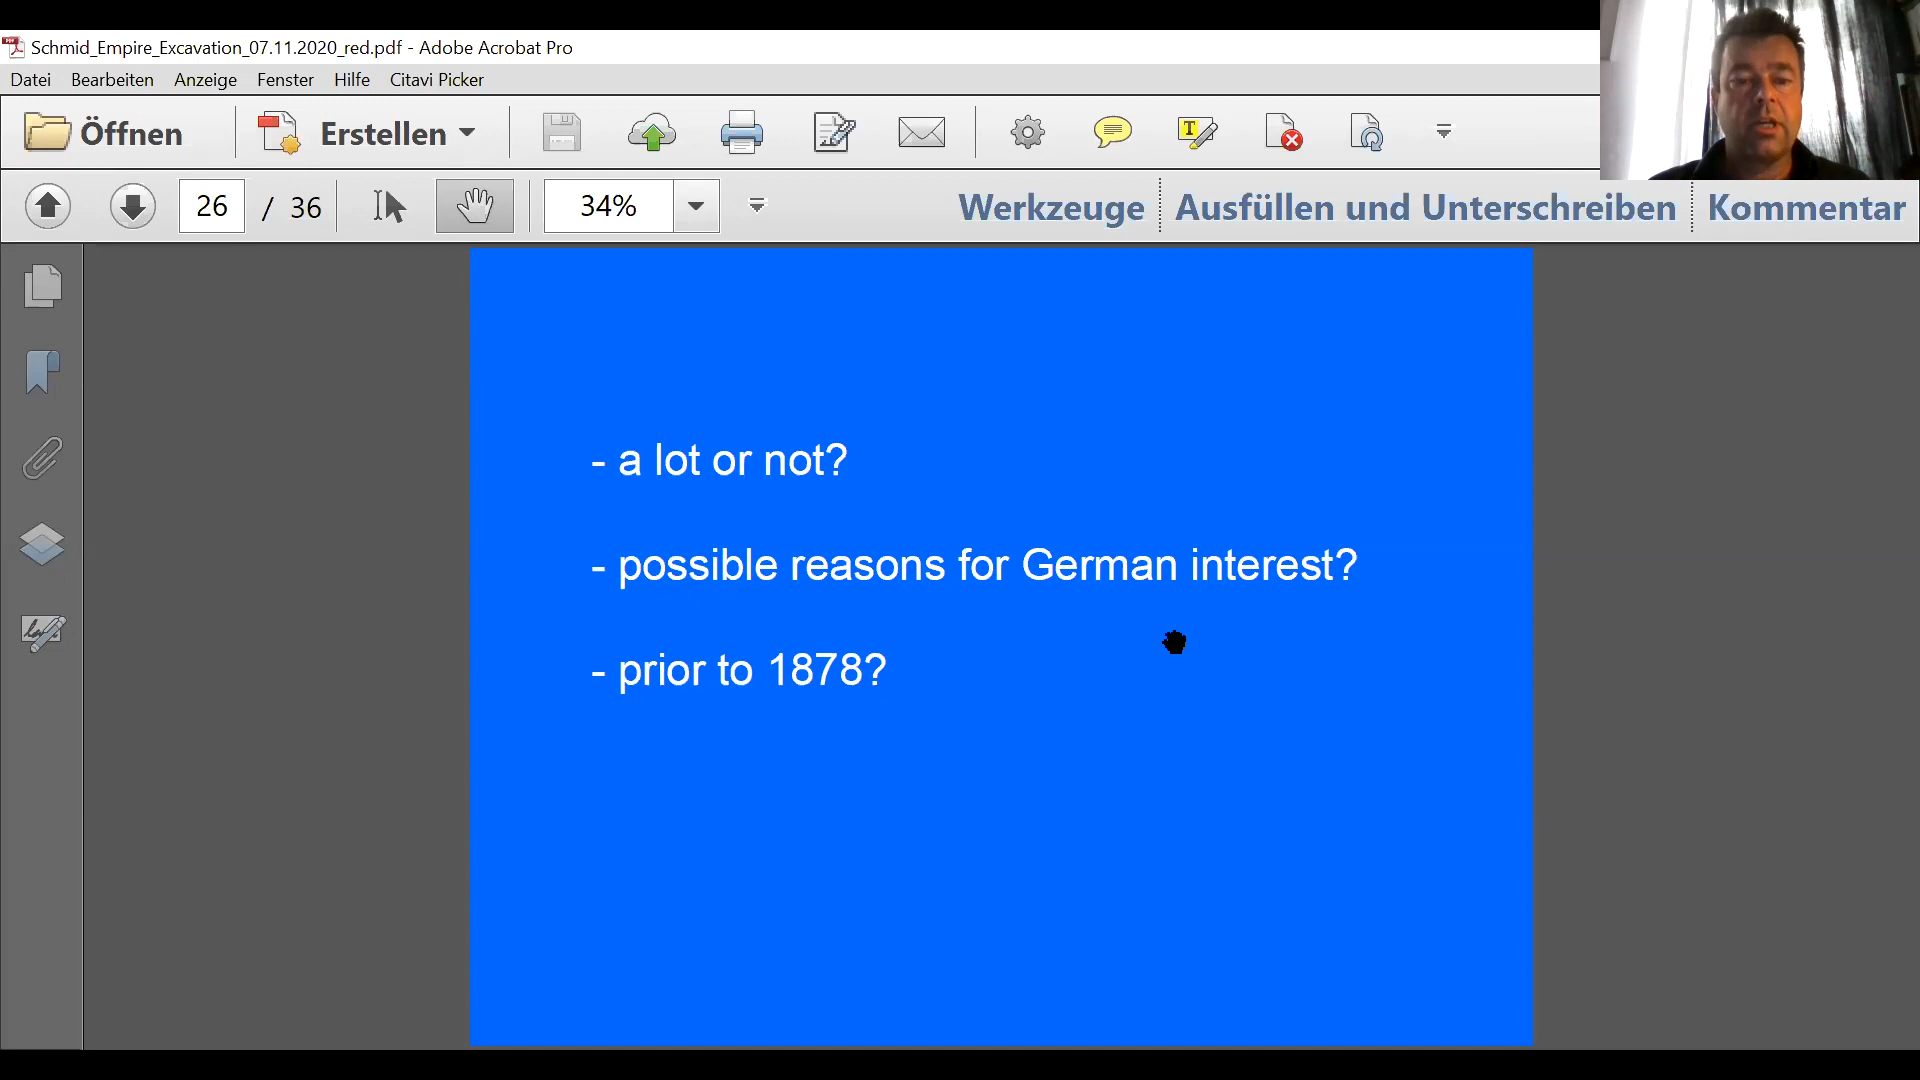 Schmid_Empire_Excavation_07.11.2020_red.pdf - Adobe Acrobat Pro
Datei Bearbeiten Anzeige Fenster Hilfe Citavi Picker
Öffnen Erstellen
26 / 36 34% Werkzeuge Ausfüllen und Unterschreiben Kommentar
- a lot or not?
- possible reasons for German interest?
- prior to 1878?